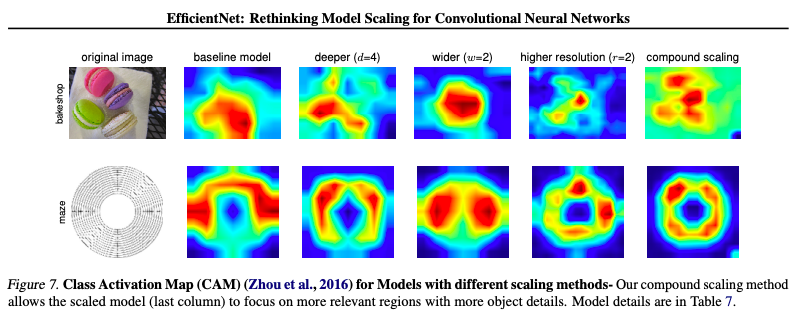 EfficientNet: Rethinking Model Scaling for Convolutional Neural Networks
original image baseline model deeper (d=4) wider (w=2) higher resolution (r=2) compound scaling
bakeshop
maze
Figure 7. Class Activation Map (CAM) (Zhou et al., 2016) for Models with different scaling methods- Our compound scaling method
allows the scaled model (last column) to focus on more relevant regions with more object details. Model details are in Table 7.